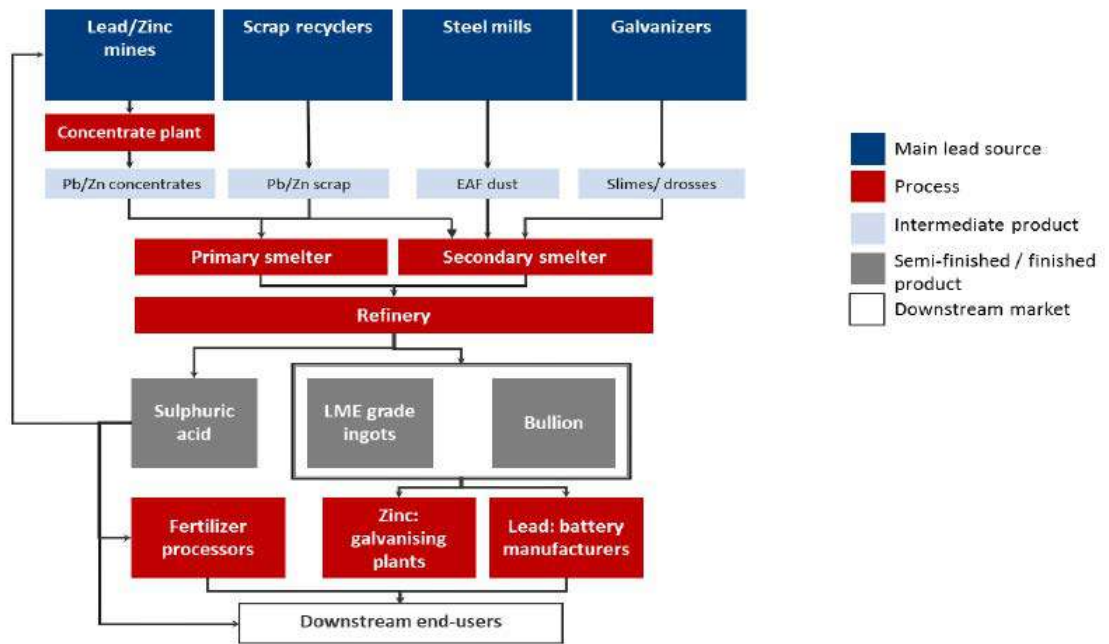 Lead/Zinc
mines
Scrap recyclers
Steel mills
Galvanizers
Concentrate plant
Pb/Zn concentrates
Pb/Zn scrap
EAF dust
Slimes/ drosses
Primary smelter
Secondary smelter
Refinery
Sulphuric
acid
LME grade
ingots
Bullion
Fertilizer
processors
Zinc:
galvanising
plants
Lead: battery
manufacturers
Downstream end-users
Main lead source
Process
Intermediate product
Semi-finished / finished
product
Downstream market